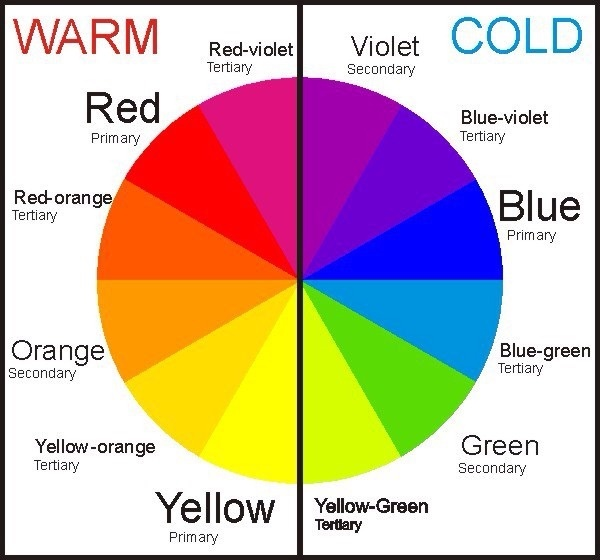 WARM
COLD
Red-violet
Tertiary
Violet
Secondary
Red
Primary
Blue-violet
Tertiary
Red-orange
Tertiary
Blue
Primary
Orange
Secondary
Blue-green
Tertiary
Yellow-orange
Tertiary
Green
Secondary
Yellow
Primary
Yellow-Green
Tertiary